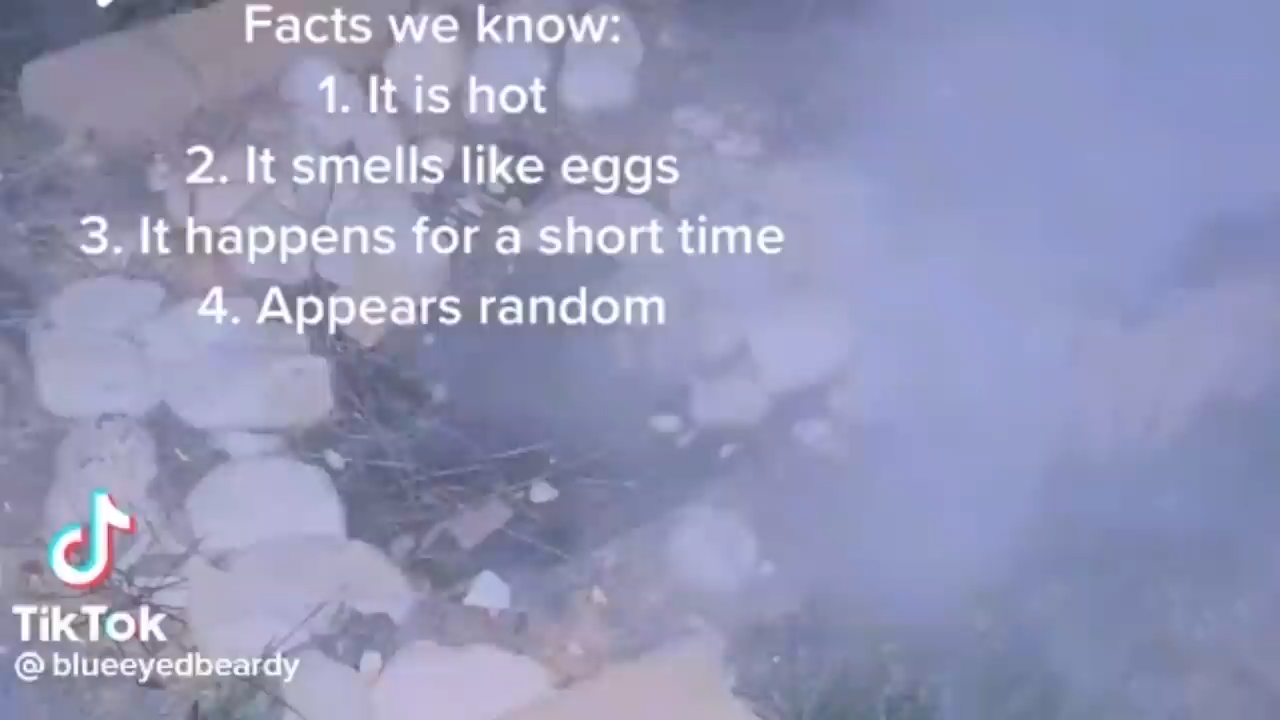 Facts we know:
1. It is hot
2. It smells like eggs
3. It happens for a short time
4. Appears random
TikTok
@ blueeyedbeardy